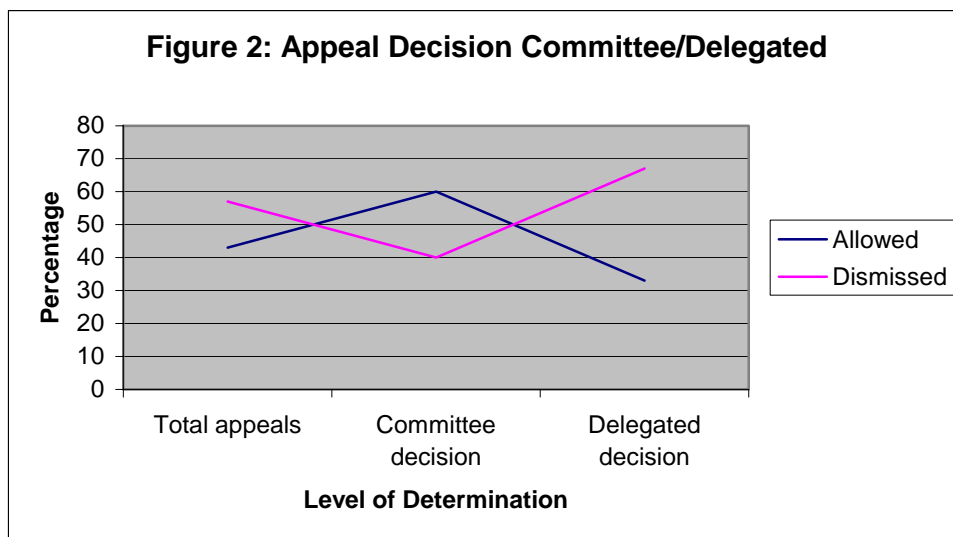 Figure 2: Appeal Decision Committee/Delegated
80
70
60
50
40
30
20
10
0
Percentage
Total appeals
Committee
decision
Delegated
decision
Level of Determination
Allowed
Dismissed